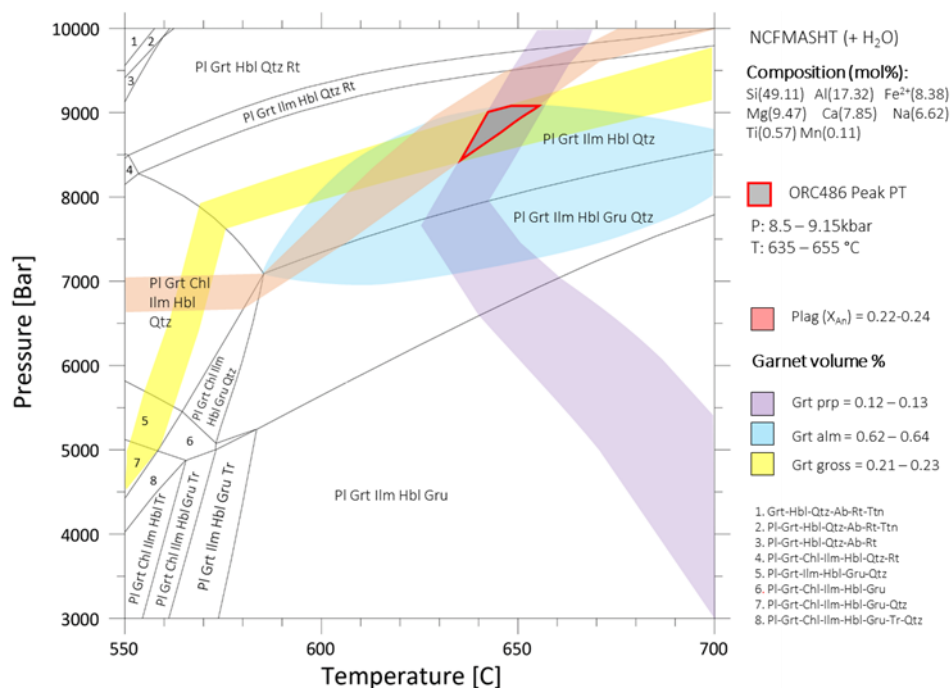 10000
9000
8000
7000
6000
5000
4000
3000
Pressure [Bar]
550
600
650
700
Temperature [C]
1
2
3
Pl Grt Hbl Qtz Rt
Pl Grt Ilm Hbl Qtz Rt
4
Pl Grt Ilm Hbl Qtz
Pl Grt Ilm Hbl Gru Qtz
Pl Grt Chl
Ilm Hbl
Qtz
Pl Grt Chl Ilm
Hbl Gru Qtz
5
6
7
8
Pl Grt Chl Ilm Hbl Tr
Pl Grt Chl Ilm Hbl Gru Tr
Pl Grt Ilm Hbl Gru Tr
Pl Grt Ilm Hbl Gru
NCFMASHT (+ H₂O)
Composition (mol%):
Si(49.11) Al(17.32) Fe²⁺(8.38)
Mg(9.47) Ca(7.85) Na(6.62)
Ti(0.57) Mn(0.11)
ORC486 Peak PT
P: 8.5 – 9.15kbar
T: 635 – 655 °C
Plag (X_An) = 0.22-0.24
Garnet volume %
Grt prp = 0.12 – 0.13
Grt alm = 0.62 – 0.64
Grt gross = 0.21 – 0.23
1. Grt-Hbl-Qtz-Ab-Rt-Ttn
2. Pl-Grt-Hbl-Qtz-Ab-Rt-Ttn
3. Pl-Grt-Hbl-Qtz-Ab-Rt
4. Pl-Grt-Chl-Ilm-Hbl-Qtz-Rt
5. Pl-Grt-Ilm-Hbl-Gru-Qtz
6. Pl-Grt-Chl-Ilm-Hbl-Gru
7. Pl-Grt-Chl-Ilm-Hbl-Gru-Qtz
8. Pl-Grt-Chl-Ilm-Hbl-Gru-Tr-Qtz